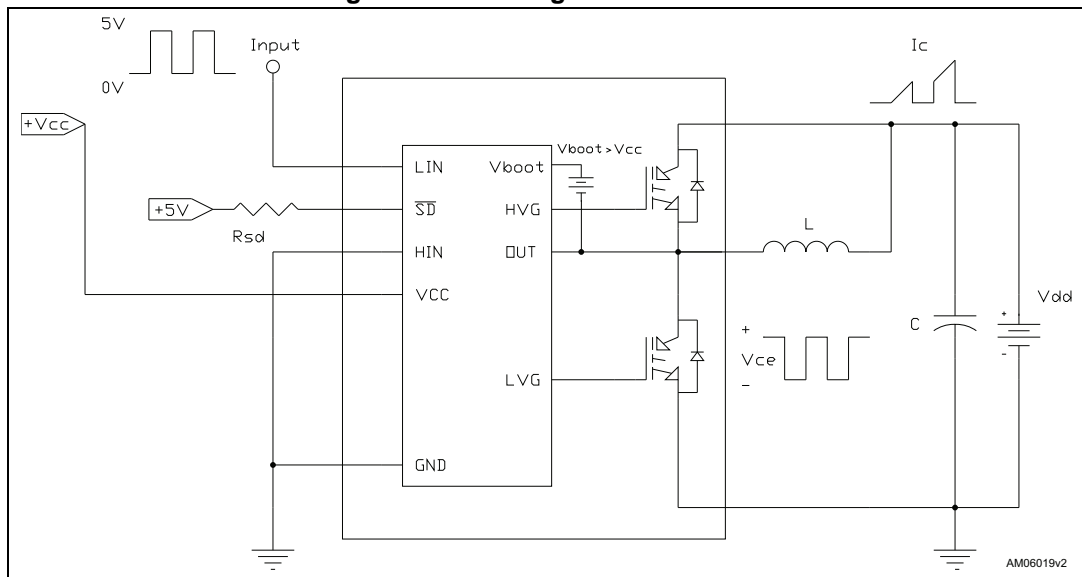 5V
0V
Input
Ic
+Vcc
Vboot>Vcc
LIN
Vboot
+5V
Rsd
SD
HVG
HIN
OUT
L
VCC
Vdd
+
C
+
-
Vce
-
LVG
GND
AM06019v2